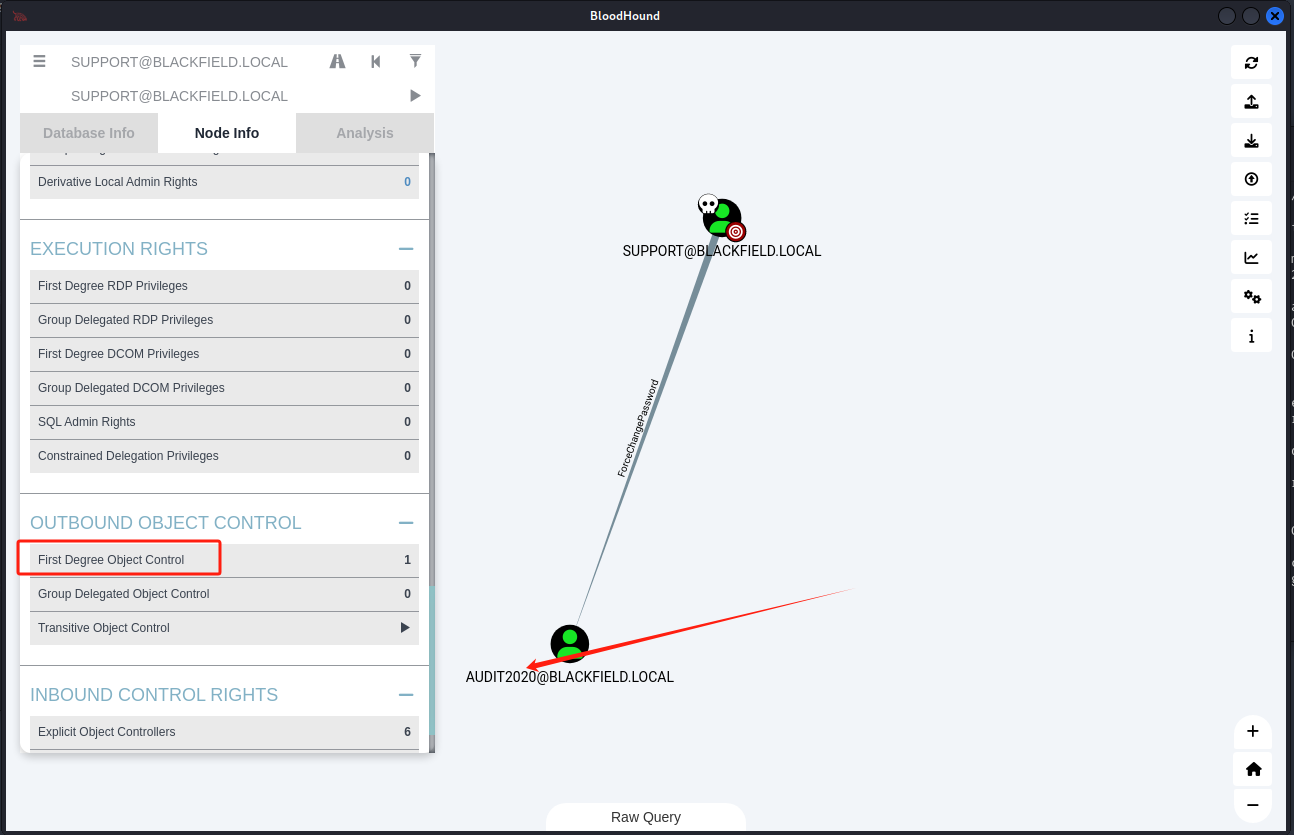 BloodHound
SUPPORT@BLACKFIELD.LOCAL
SUPPORT@BLACKFIELD.LOCAL
Database Info
Node Info
Analysis
Derivative Local Admin Rights 0
EXECUTION RIGHTS
First Degree RDP Privileges 0
Group Delegated RDP Privileges 0
First Degree DCOM Privileges 0
Group Delegated DCOM Privileges 0
SQL Admin Rights 0
Constrained Delegation Privileges 0
OUTBOUND OBJECT CONTROL
First Degree Object Control 1
Group Delegated Object Control 0
Transitive Object Control
INBOUND CONTROL RIGHTS
Explicit Object Controllers 6
SUPPORT@BLACKFIELD.LOCAL
ForceChangePassword
AUDIT2020@BLACKFIELD.LOCAL
Raw Query